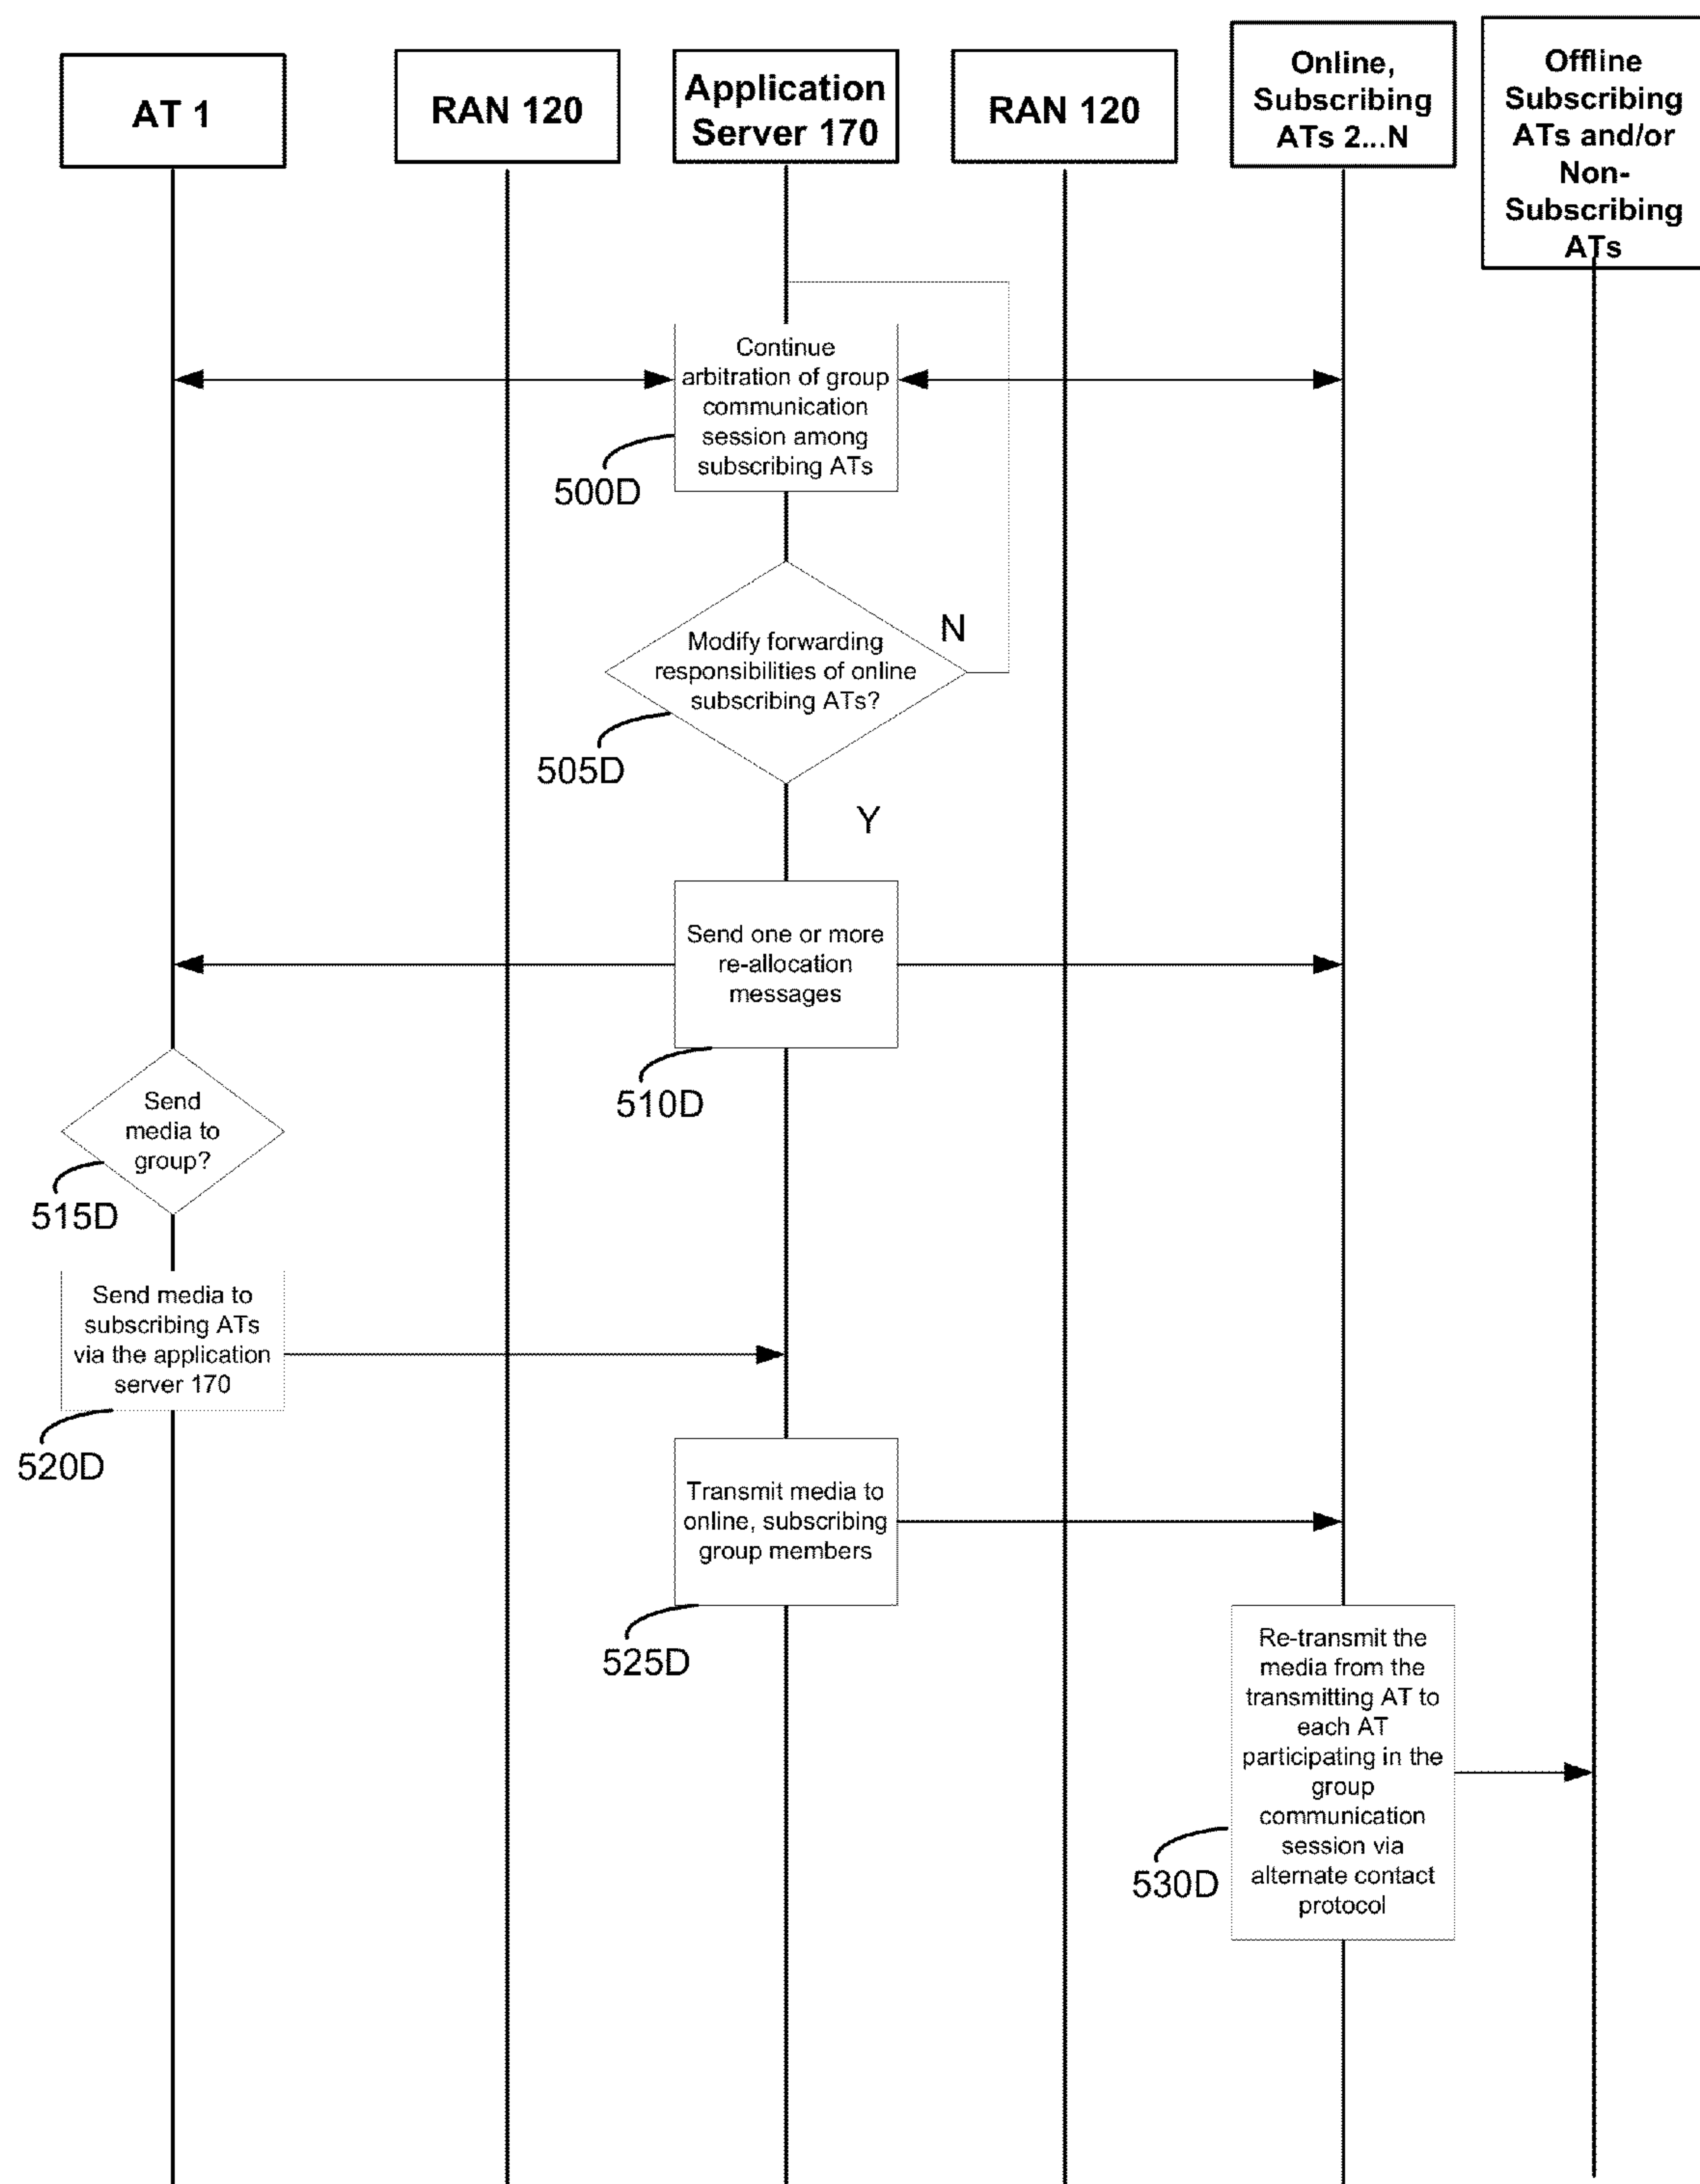 AT 1
RAN 120
Application
Server 170
RAN 120
Online,
Subscribing
ATs 2...N
Offline
Subscribing
ATs and/or
Non-
Subscribing
ATs
Continue
arbitration of group
communication
session among
subscribing ATs
500D
Modify forwarding
responsibilities of online
subscribing ATs?
N
505D
Y
Send one or more
re-allocation
messages
510D
Send
media to
group?
515D
Send media to
subscribing ATs
via the application
server 170
520D
Transmit media to
online, subscribing
group members
525D
Re-transmit the
media from the
transmitting AT to
each AT
participating in the
group
communication
session via
alternate contact
protocol
530D